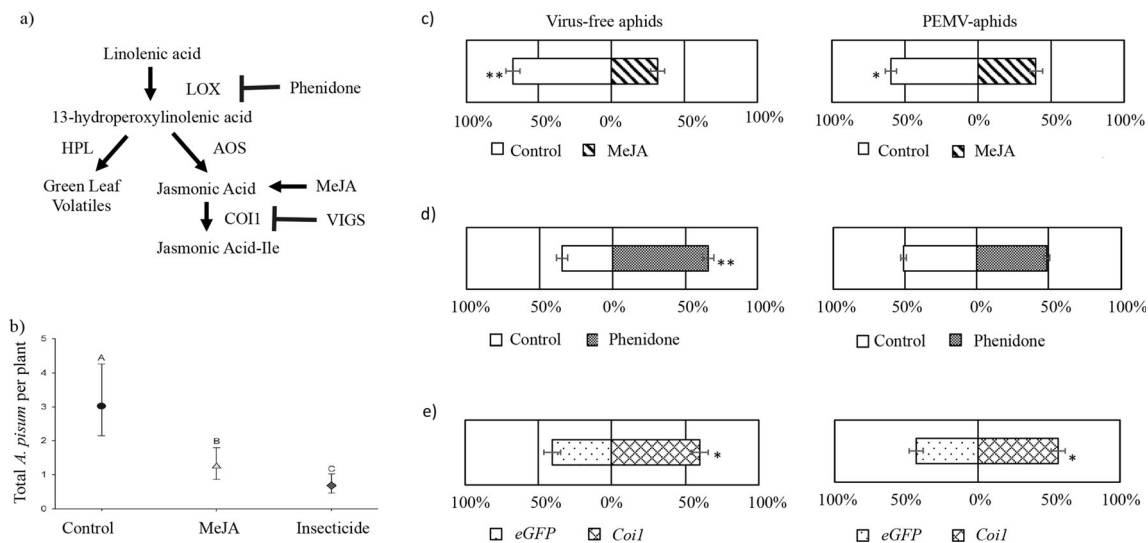 a)
Linolenic acid
LOX
Phenidone
13-hydroperoxylinolenic acid
HPL
AOS
Green Leaf
Volatiles
Jasmonic Acid
MeJA
COI1
VIGS
Jasmonic Acid-Ile
b)
Total A. pisum per plant
5
4
3
2
1
0
A
B
C
Control
MeJA
Insecticide
Virus-free aphids
PEMV-aphids
c)
**
*
100% 50% 0% 50% 100%
100% 50% 0% 50% 100%
Control MeJA
Control MeJA
d)
**
100% 50% 0% 50% 100%
100% 50% 0% 50% 100%
Control Phenidone
Control Phenidone
e)
*
*
100% 50% 0% 50% 100%
100% 50% 0% 50% 100%
eGFP Coi1
eGFP Coi1